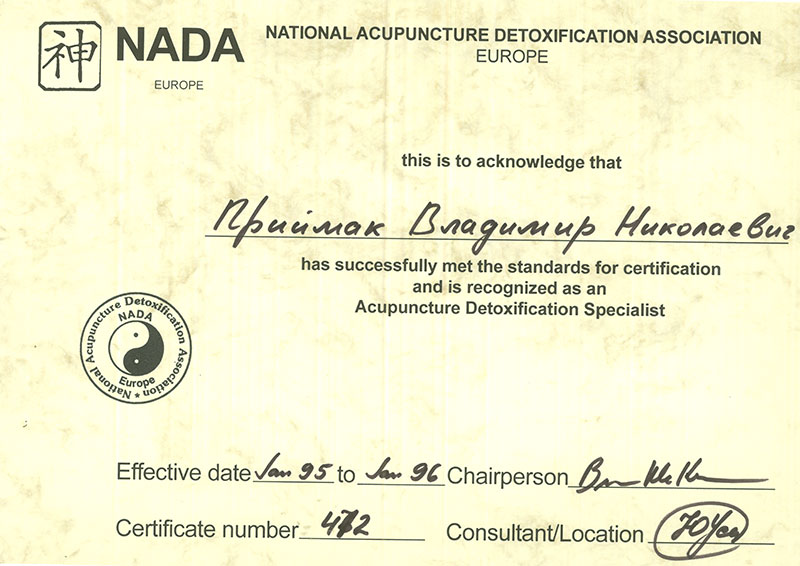 神 NADA
EUROPE
NATIONAL ACUPUNCTURE DETOXIFICATION ASSOCIATION
EUROPE
this is to acknowledge that
Приймак Владимир Николаевич
has successfully met the standards for certification
and is recognized as an
Acupuncture Detoxification Specialist
National Acupuncture Detoxification Association
NADA
Europe
Effective date Jan 95 to Jan 96 Chairperson
Certificate number 472 Consultant/Location